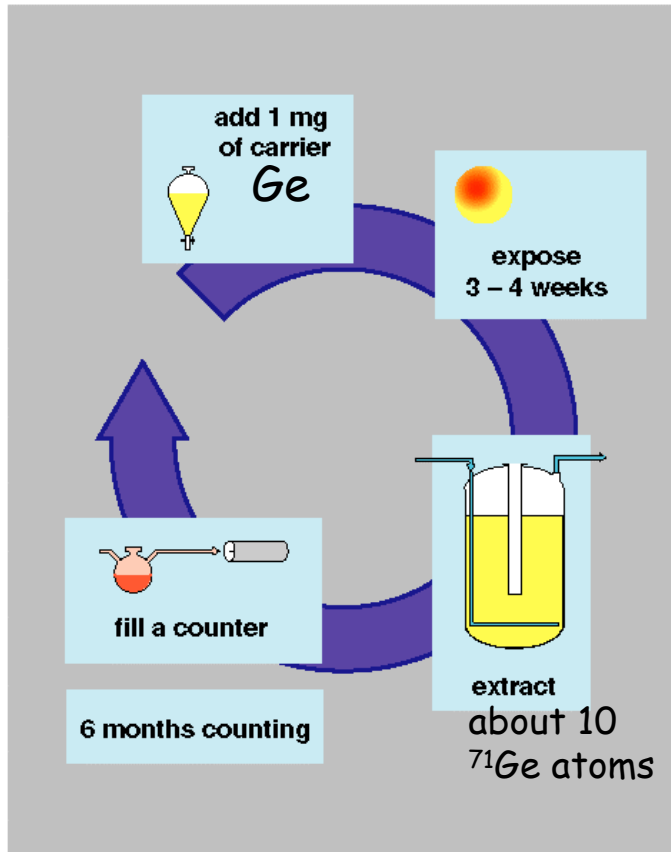 add 1 mg
of carrier
Ge
expose
3 – 4 weeks
extract
about 10
⁷¹Ge atoms
fill a counter
6 months counting